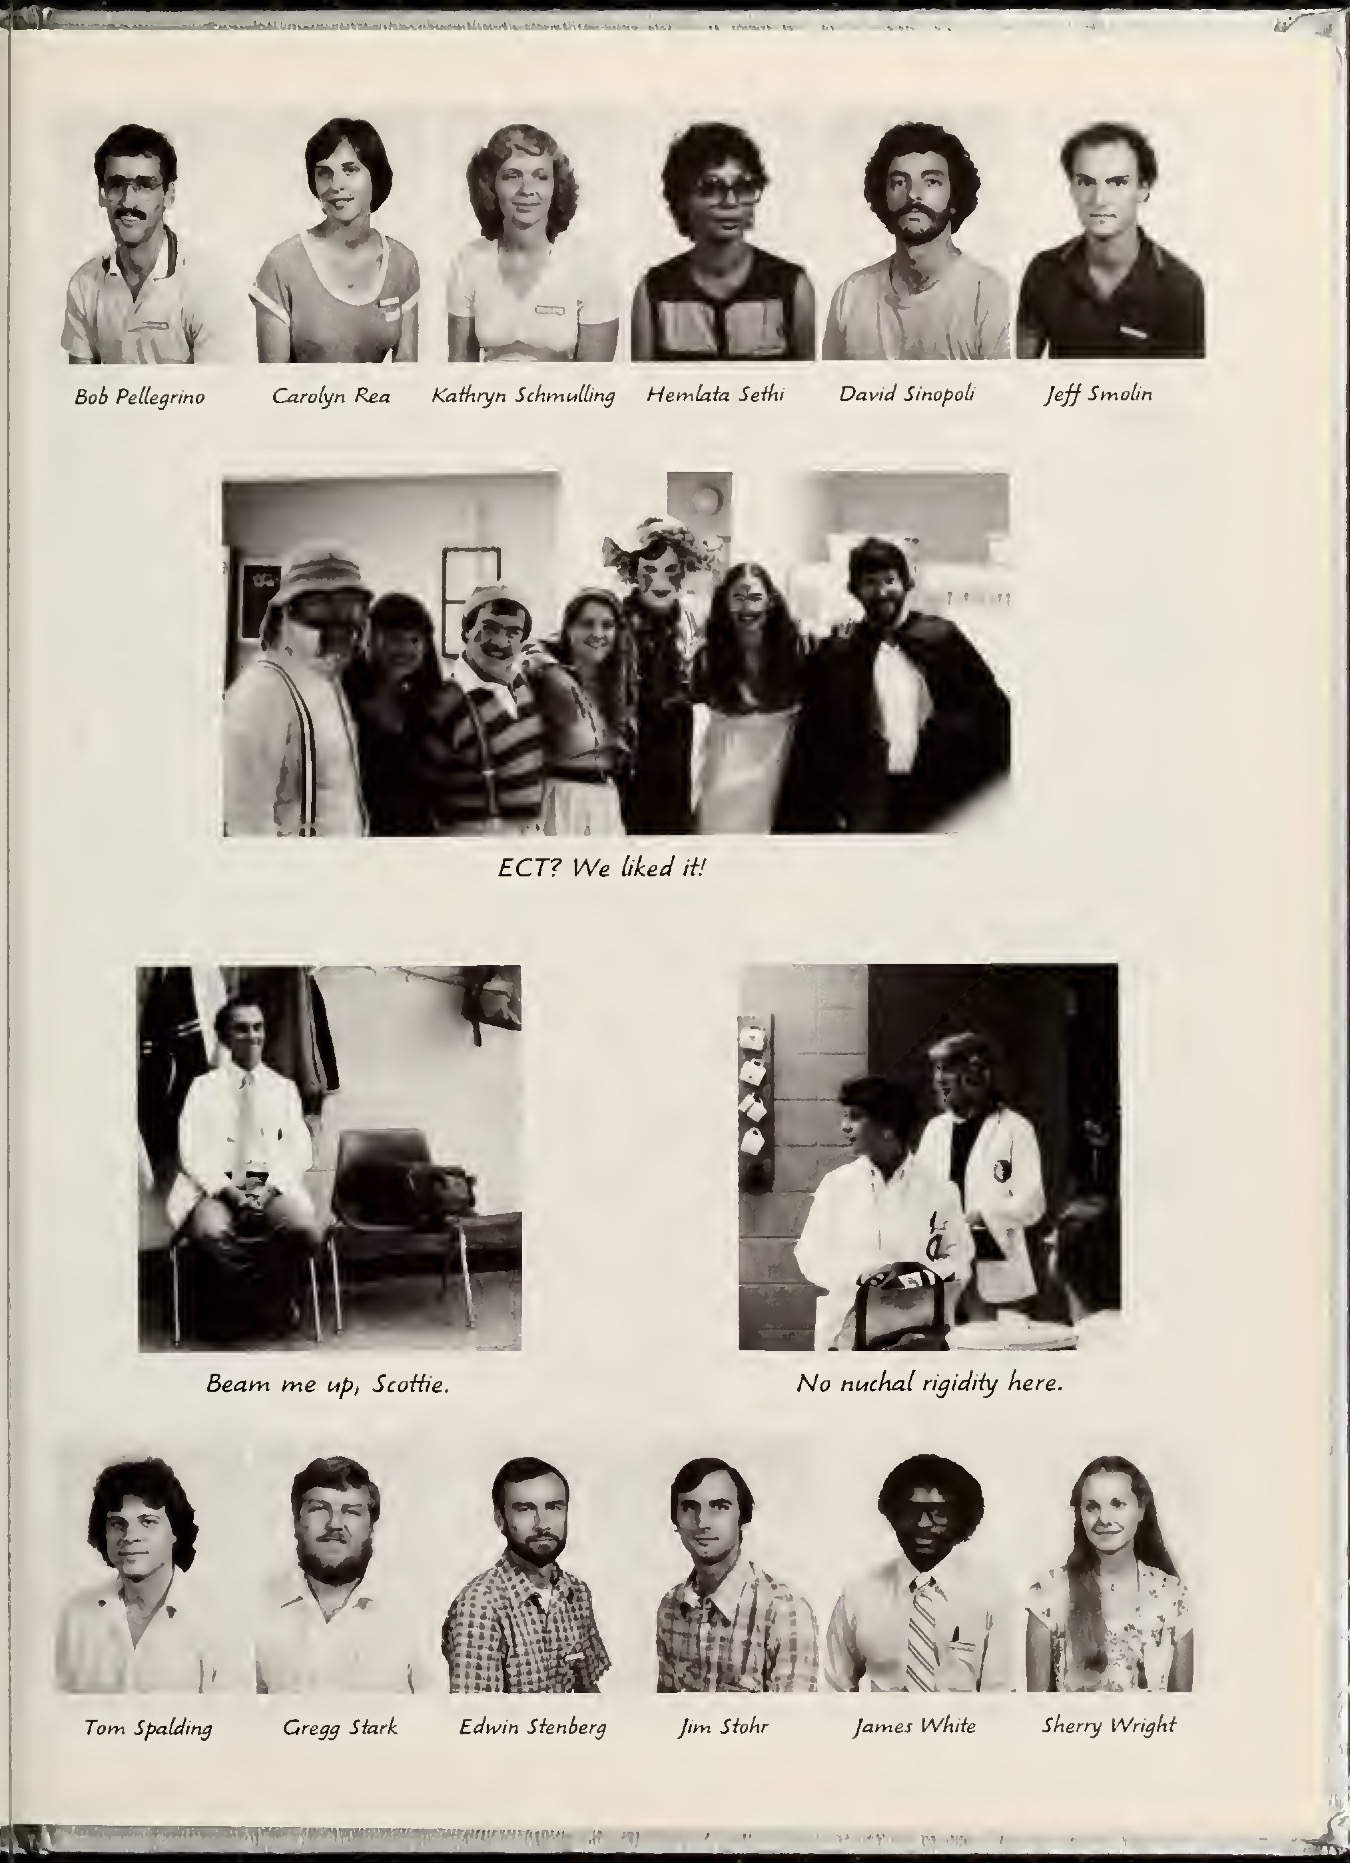 Bob Pellegrino
Carolyn Rea
Kathryn Schmulling
Hemlata Sethi
David Sinopoli
Jeff Smolin
ECT? We liked it!
Beam me up, Scottie.
No nuchal rigidity here.
Tom Spalding
Gregg Stark
Edwin Stenberg
Jim Stohr
James White
Sherry Wright